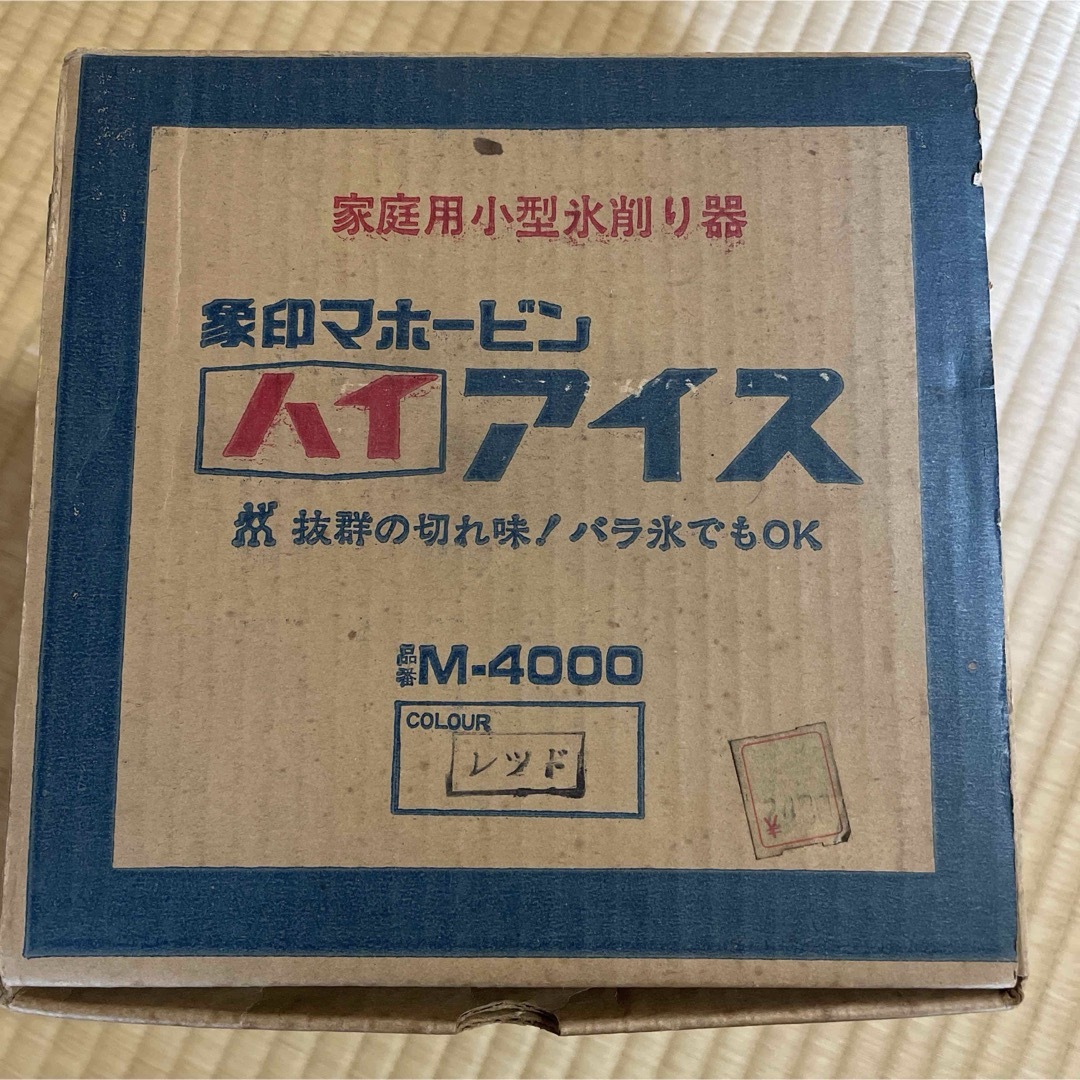 家庭用小型氷削り器
象印マホービン
ハイアイス
抜群の切れ味!バラ氷でもOK
品番M-4000
COLOUR
レッド